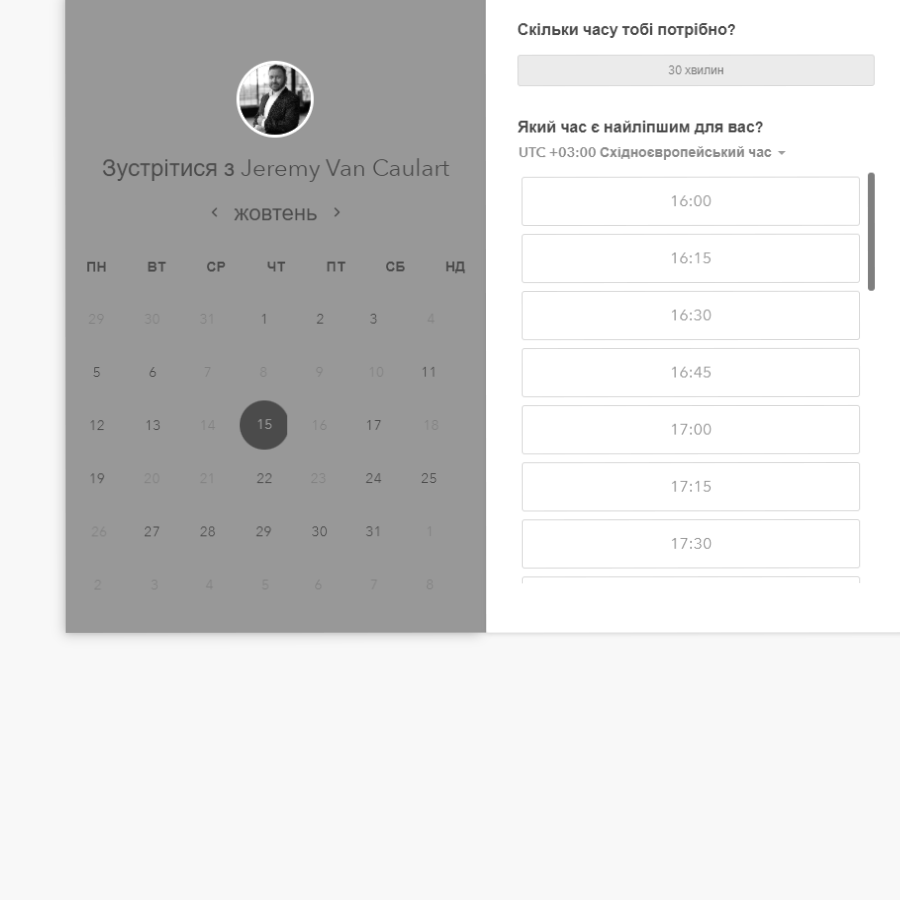 Зустрітися з Jeremy Van Caulart
жовтень
ПН ВТ СР ЧТ ПТ СБ НД
29 30 31 1 2 3 4
5 6 7 8 9 10 11
12 13 14 15 16 17 18
19 20 21 22 23 24 25
26 27 28 29 30 31 1
2 3 4 5 6 7 8
Скільки часу тобі потрібно?
30 хвилин
Який час є найліпшим для вас?
UTC +03:00 Східноєвропейський час
16:00
16:15
16:30
16:45
17:00
17:15
17:30